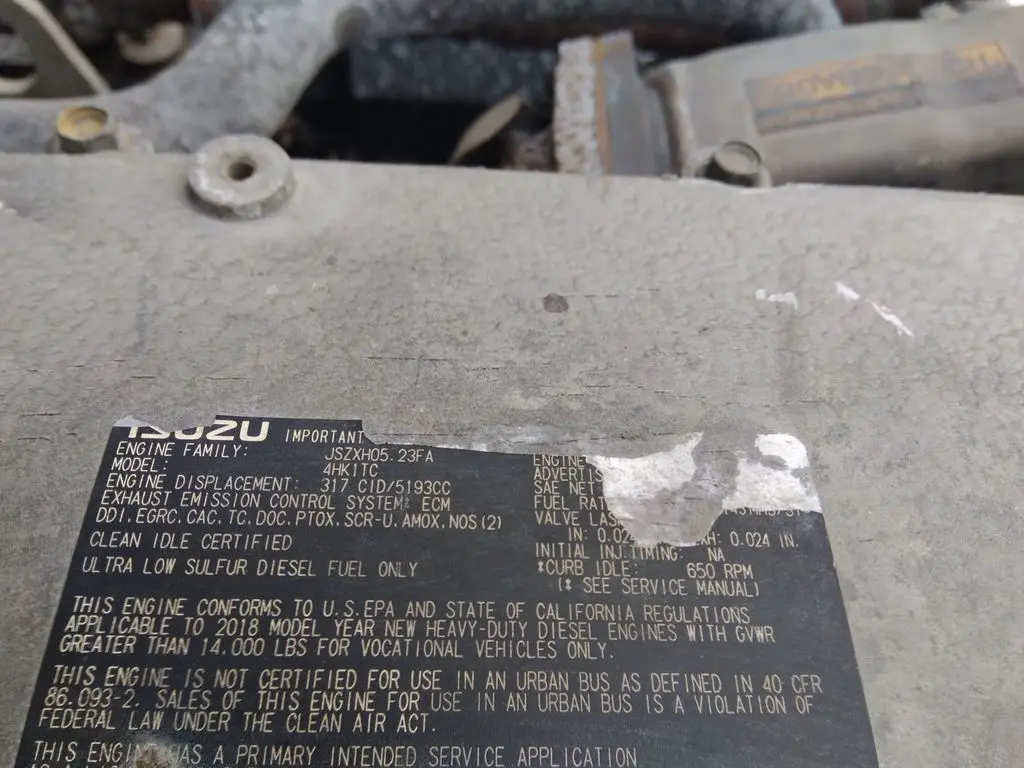 ISUZU IMPORTANT
ENGINE FAMILY: JSZXH05.23FA
MODEL: 4HK1TC
ENGINE DISPLACEMENT: 317 CID/5193CC
EXHAUST EMISSION CONTROL SYSTEM: ECM
DDI,EGRC,CAC,TC,DOC,PTOX,SCR-U,AMOX,NOS(2)
CLEAN IDLE CERTIFIED
ULTRA LOW SULFUR DIESEL FUEL ONLY
ENGINE
ADVERTIS
SAE NET
FUEL RAT
VALVE LAS
IN: 0.02 XH: 0.024 IN.
INITIAL INJ.TIMING: NA
*CURB IDLE: 650 RPM
(* SEE SERVICE MANUAL)
THIS ENGINE CONFORMS TO U.S.EPA AND STATE OF CALIFORNIA REGULATIONS
APPLICABLE TO 2018 MODEL YEAR NEW HEAVY-DUTY DIESEL ENGINES WITH GVWR
GREATER THAN 14.000 LBS FOR VOCATIONAL VEHICLES ONLY.
THIS ENGINE IS NOT CERTIFIED FOR USE IN AN URBAN BUS AS DEFINED IN 40 CFR
86.093-2. SALES OF THIS ENGINE FOR USE IN AN URBAN BUS IS A VIOLATION OF
FEDERAL LAW UNDER THE CLEAN AIR ACT.
THIS ENGINE HAS A PRIMARY INTENDED SERVICE APPLICATION